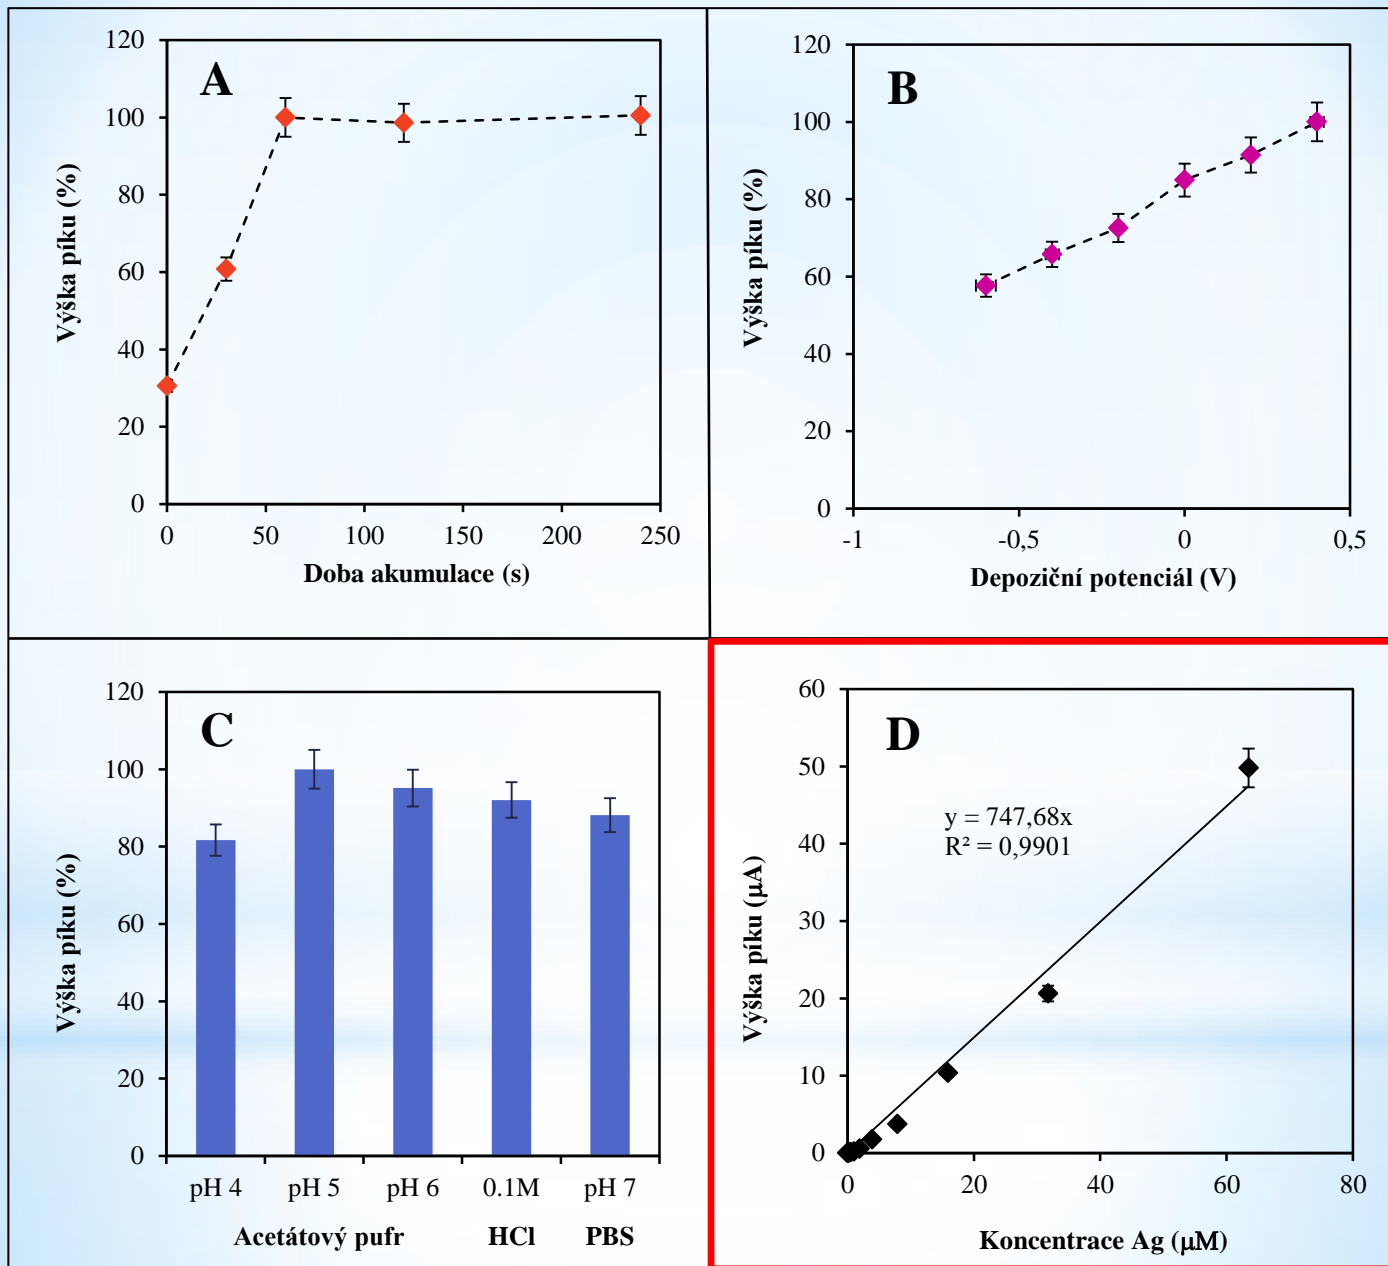 A
120
100
80
60
40
20
0
0 50 100 150 200 250
Výška píku (%)
Doba akumulace (s)
B
120
100
80
60
40
20
0
-1 -0,5 0 0,5
Výška píku (%)
Depoziční potenciál (V)
C
120
100
80
60
40
20
0
Výška píku (%)
pH 4 pH 5 pH 6 0.1M pH 7
Acetátový pufr HCl PBS
D
60
50
40
30
20
10
0
y = 747,68x
R² = 0,9901
0 20 40 60 80
Výška píku (μA)
Koncentrace Ag (μM)